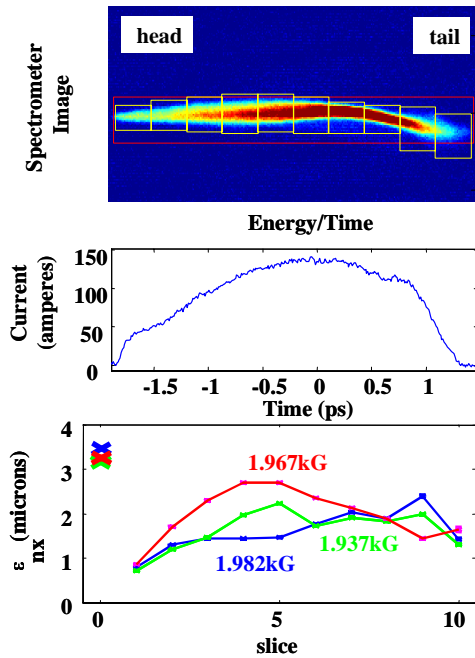 head tail
Spectrometer
Image
Energy/Time
Current
(amperes)
150
100
50
0
-1.5 -1 -0.5 0 0.5 1
Time (ps)
ε nx (microns)
4
3
2
1
0
1.967kG
1.937kG
1.982kG
0 5 10
slice